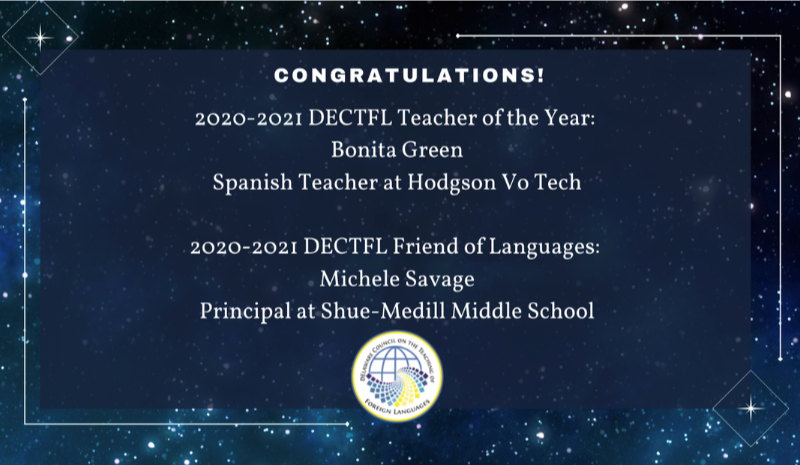 CONGRATULATIONS!
2020-2021 DECTFL Teacher of the Year:
Bonita Green
Spanish Teacher at Hodgson Vo Tech
2020-2021 DECTFL Friend of Languages:
Michele Savage
Principal at Shue-Medill Middle School
Delaware Council on the Teaching of
Foreign Languages